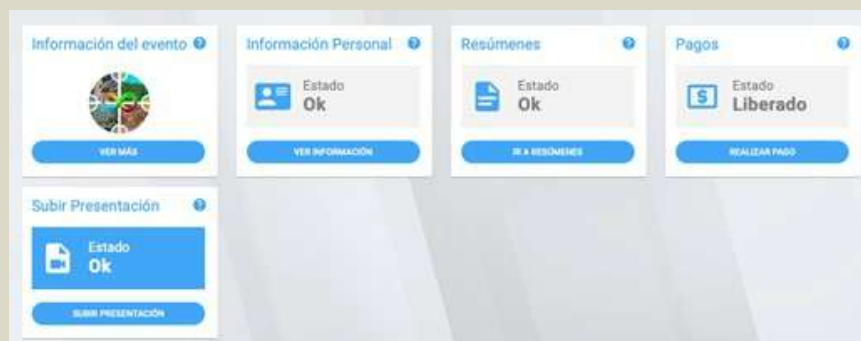 Información del evento
Información Personal
Resúmenes
Pagos
Estado
Ok
Estado
Ok
Estado
Liberado
VER MÁS
VER INFORMACIÓN
IR A RESÚMENES
REALIZAR PAGO
Subir Presentación
Estado
Ok
SUBIR PRESENTACIÓN